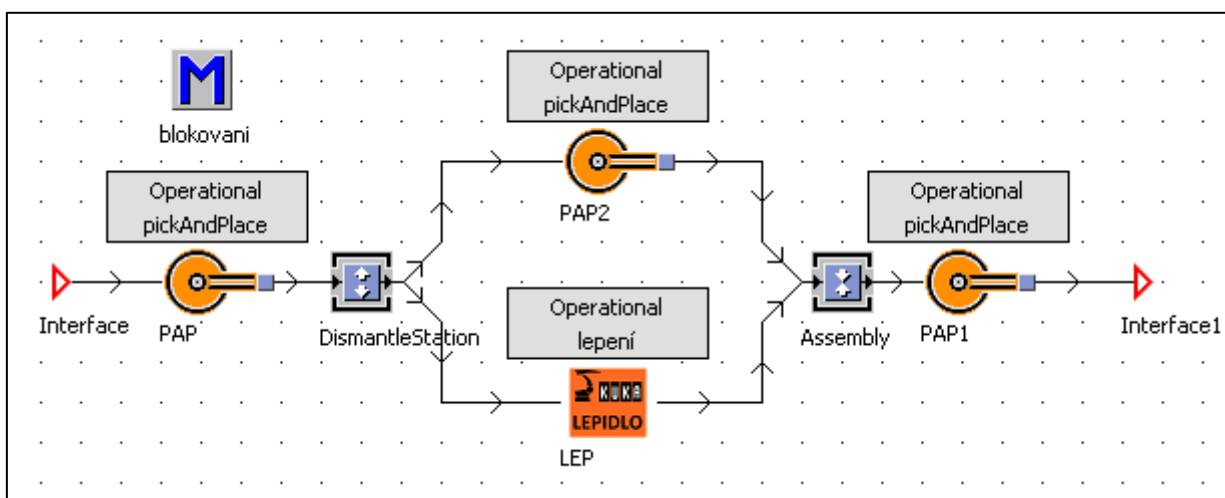 Operational
pickAndPlace
M
blokovani
Operational
pickAndPlace
PAP2
Operational
pickAndPlace
Interface
PAP
DismantleStation
Operational
lepení
Assembly
PAP1
Interface1
KUKA
LEPIDLO
LEP